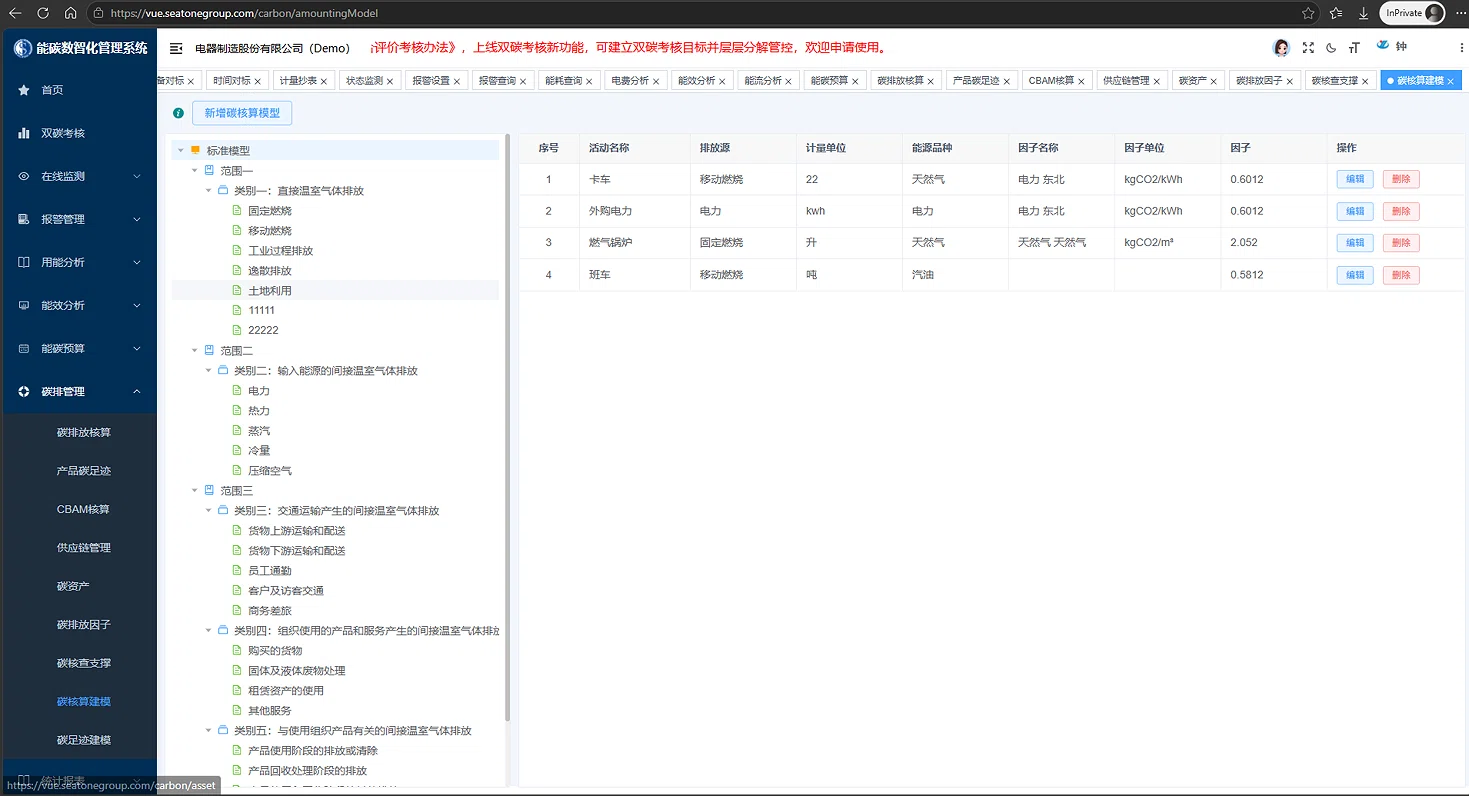 https://vue.seatonegroup.com/carbon/amountingModel
InPrivate
能碳数智化管理系统
电器制造股份有限公司（Demo）
评价考核办法》，上线双碳考核新功能，可建立双碳考核目标并层层分解管控，欢迎申请使用。
钟
备对标 × 时间对标 × 计量抄表 × 状态监测 × 报警设置 × 报警查询 × 能耗查询 × 电费分析 × 能效分析 × 能流分析 × 能碳预算 × 碳排放核算 × 产品碳足迹 × CBAM核算 × 供应链管理 × 碳资产 × 碳排放因子 × 碳核查支撑 × 碳核算建模 ×
首页
双碳考核
在线监测
报警管理
用能分析
能效分析
能碳预算
碳排管理
碳排放核算
产品碳足迹
CBAM核算
供应链管理
碳资产
碳排放因子
碳核查支撑
碳核算建模
碳足迹建模
统计报表
https://vue.seatonegroup.com/carbon/asset
新增碳核算模型
标准模型
范围一
类别一：直接温室气体排放
固定燃烧
移动燃烧
工业过程排放
逸散排放
土地利用
11111
22222
范围二
类别二：输入能源的间接温室气体排放
电力
热力
蒸汽
冷量
压缩空气
范围三
类别三：交通运输产生的间接温室气体排放
货物上游运输和配送
货物下游运输和配送
员工通勤
客户及访客交通
商务差旅
类别四：组织使用的产品和服务产生的间接温室气体排放
购买的货物
固体及液体废物处理
租赁资产的使用
其他服务
类别五：与使用组织产品有关的间接温室气体排放
产品使用阶段的排放或清除
产品回收处理阶段的排放
序号 活动名称 排放源 计量单位 能源品种 因子名称 因子单位 因子 操作
1 卡车 移动燃烧 22 天然气 电力 东北 kgCO2/kWh 0.6012 编辑 删除
2 外购电力 电力 kwh 电力 电力 东北 kgCO2/kWh 0.6012 编辑 删除
3 燃气锅炉 固定燃烧 升 天然气 天然气 天然气 kgCO2/m³ 2.052 编辑 删除
4 班车 移动燃烧 吨 汽油 0.5812 编辑 删除